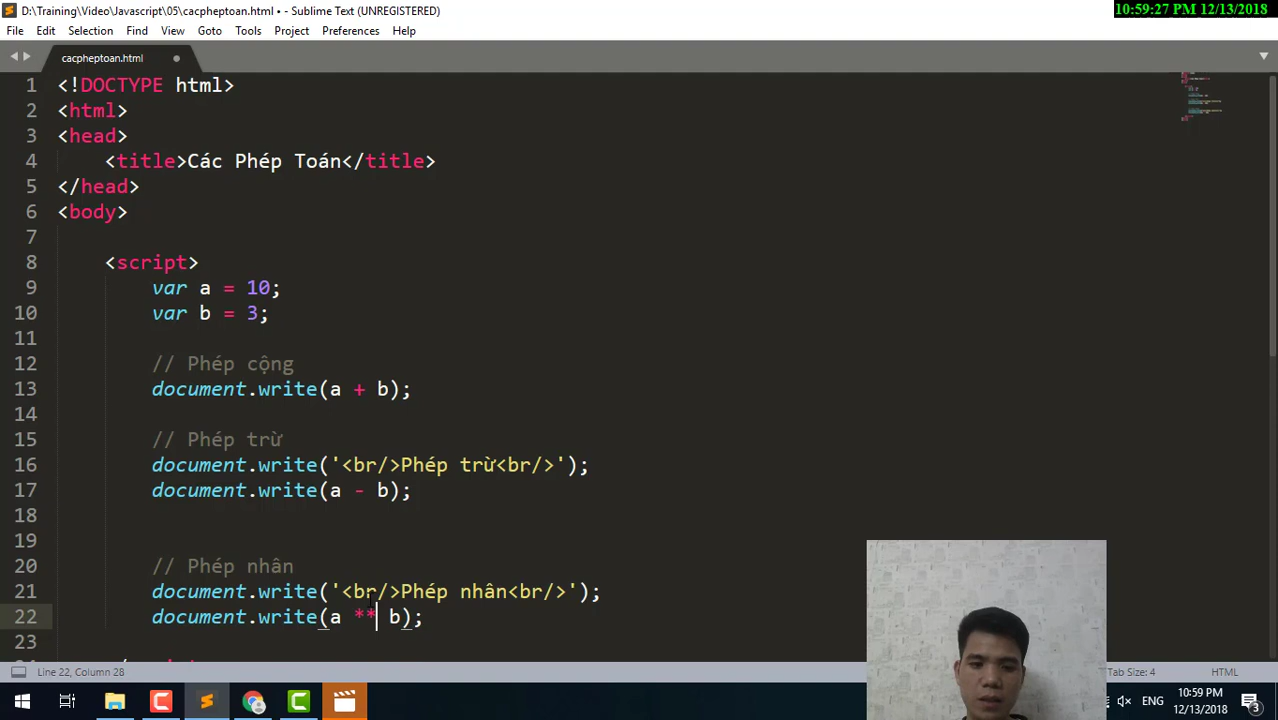 D:\Training\Video\Javascript\05\cacpheptoan.html • - Sublime Text (UNREGISTERED)
10:59:27 PM 12/13/2018
File Edit Selection Find View Goto Tools Project Preferences Help
cacpheptoan.html
1 <!DOCTYPE html>
2 <html>
3 <head>
4 <title>Các Phép Toán</title>
5 </head>
6 <body>
7
8 <script>
9 var a = 10;
10 var b = 3;
11
12 // Phép cộng
13 document.write(a + b);
14
15 // Phép trừ
16 document.write('<br/>Phép trừ<br/>');
17 document.write(a - b);
18
19
20 // Phép nhân
21 document.write('<br/>Phép nhân<br/>');
22 document.write(a ** b);
23
Line 22, Column 28
Tab Size: 4
HTML
ENG
10:59 PM
12/13/2018
3